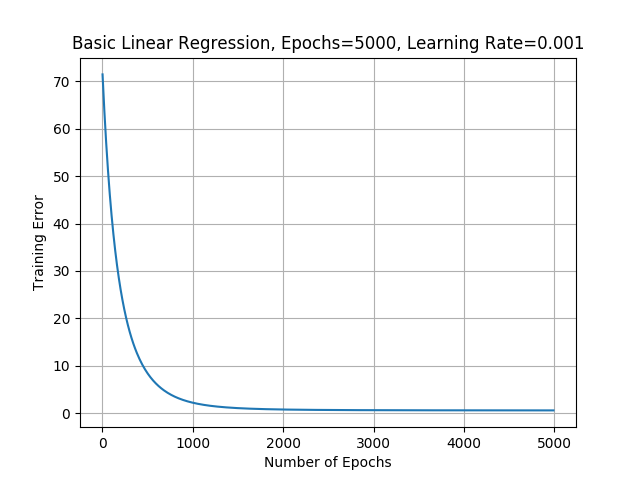 Basic Linear Regression, Epochs=5000, Learning Rate=0.001
70
60
50
40
30
20
10
0
Training Error
0 1000 2000 3000 4000 5000
Number of Epochs